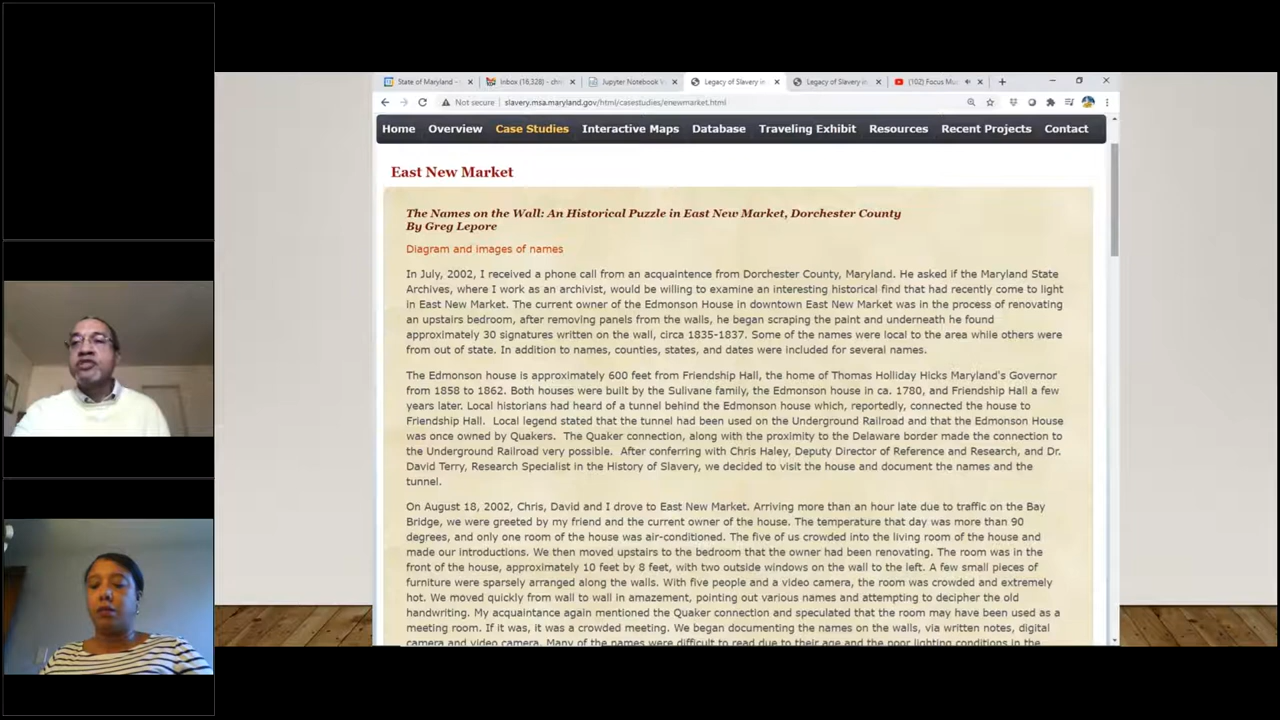 State of Maryland -
Inbox (16,328) - chr
Jupyter Notebook V
Legacy of Slavery in
Legacy of Slavery in
(102) Focus Mu
Not secure | slavery.msa.maryland.gov/html/casestudies/enewmarket.html
Home Overview Case Studies Interactive Maps Database Traveling Exhibit Resources Recent Projects Contact
East New Market
The Names on the Wall: An Historical Puzzle in East New Market, Dorchester County
By Greg Lepore
Diagram and images of names
In July, 2002, I received a phone call from an acquaintence from Dorchester County, Maryland. He asked if the Maryland State
Archives, where I work as an archivist, would be willing to examine an interesting historical find that had recently come to light
in East New Market. The current owner of the Edmonson House in downtown East New Market was in the process of renovating
an upstairs bedroom, after removing panels from the walls, he began scraping the paint and underneath he found
approximately 30 signatures written on the wall, circa 1835-1837. Some of the names were local to the area while others were
from out of state. In addition to names, counties, states, and dates were included for several names.
The Edmonson house is approximately 600 feet from Friendship Hall, the home of Thomas Holliday Hicks Maryland's Governor
from 1858 to 1862. Both houses were built by the Sulivane family, the Edmonson house in ca. 1780, and Friendship Hall a few
years later. Local historians had heard of a tunnel behind the Edmonson house which, reportedly, connected the house to
Friendship Hall. Local legend stated that the tunnel had been used on the Underground Railroad and that the Edmonson House
was once owned by Quakers. The Quaker connection, along with the proximity to the Delaware border made the connection to
the Underground Railroad very possible. After conferring with Chris Haley, Deputy Director of Reference and Research, and Dr.
David Terry, Research Specialist in the History of Slavery, we decided to visit the house and document the names and the
tunnel.
On August 18, 2002, Chris, David and I drove to East New Market. Arriving more than an hour late due to traffic on the Bay
Bridge, we were greeted by my friend and the current owner of the house. The temperature that day was more than 90
degrees, and only one room of the house was air-conditioned. The five of us crowded into the living room of the house and
made our introductions. We then moved upstairs to the bedroom that the owner had been renovating. The room was in the
front of the house, approximately 10 feet by 8 feet, with two outside windows on the wall to the left. A few small pieces of
furniture were sparsely arranged along the walls. With five people and a video camera, the room was crowded and extremely
hot. We moved quickly from wall to wall in amazement, pointing out various names and attempting to decipher the old
handwriting. My acquaintance again mentioned the Quaker connection and speculated that the room may have been used as a
meeting room. If it was, it was a crowded meeting. We began documenting the names on the walls, via written notes, digital
camera and video camera. Many of the names were difficult to read due to their age and the poor lighting conditions in the